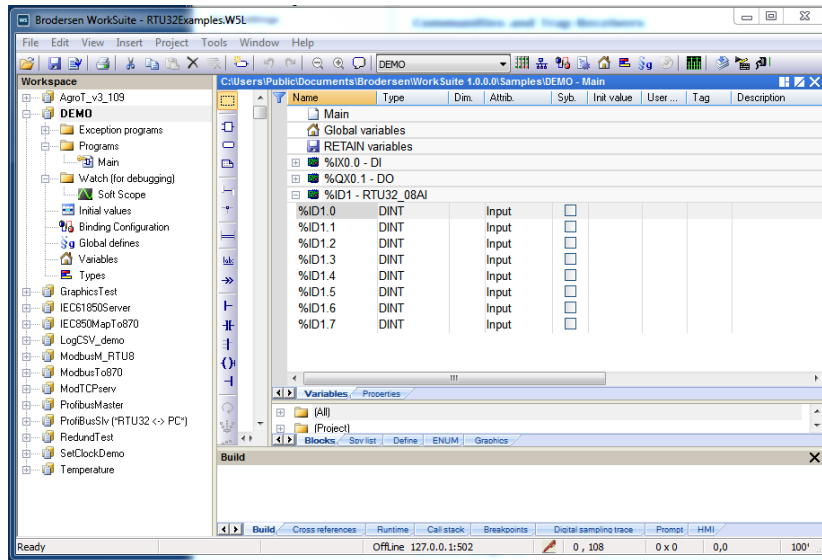 Communities and Trap Receivers
Brodersen WorkSuite - RTU32Examples.W5L
File Edit View Insert Project Tools Window Help
DEMO
Workspace
C:\Users\Public\Documents\Brodersen\WorkSuite 1.0.0.0\Samples\DEMO - Main
AgroT_v3_109
DEMO
Exception programs
Programs
Main
Watch (for debugging)
Soft Scope
Initial values
Binding Configuration
Global defines
Variables
Types
GraphicsTest
IEC61850Server
IEC850MapTo870
LogCSV_demo
ModbusM_RTU8
ModbusTo870
ModTCPserv
ProfibusMaster
ProfiBusSlv (*RTU32 <-> PC*)
RedundTest
SetClockDemo
Temperature
Name Type Dim. Attrib. Syb. Init value User ... Tag Description
Main
Global variables
RETAIN variables
%IX0.0 - DI
%QX0.1 - DO
%ID1 - RTU32_08AI
%ID1.0 DINT Input
%ID1.1 DINT Input
%ID1.2 DINT Input
%ID1.3 DINT Input
%ID1.4 DINT Input
%ID1.5 DINT Input
%ID1.6 DINT Input
%ID1.7 DINT Input
Variables Properties
(All)
(Project)
Blocks Spy list Define ENUM Graphics
Build
Build Cross references Runtime Call stack Breakpoints Digital sampling trace Prompt HMI
Ready OffLine 127.0.0.1:502 0 , 108 0 x 0 0,0 100'